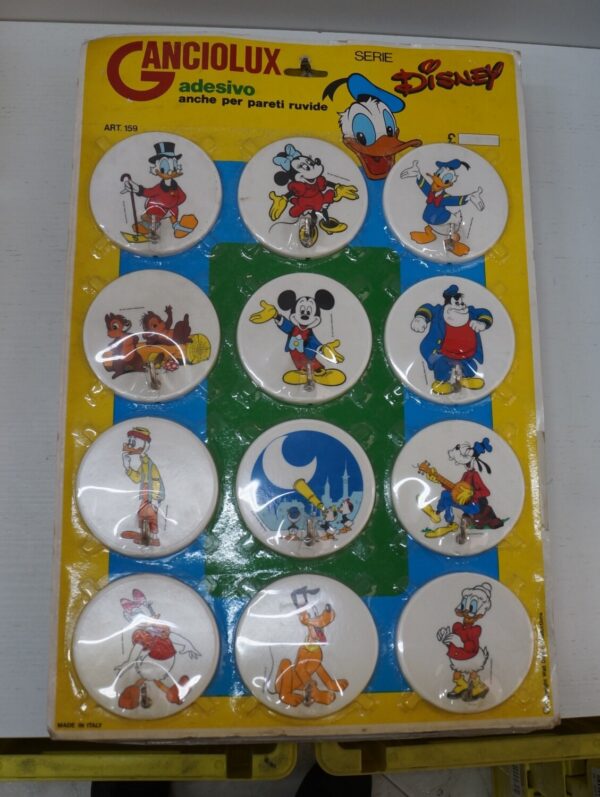 GANCIOLUX
adesivo
anche per pareti ruvide
SERIE
DISNEY
ART. 159
£
MADE IN ITALY